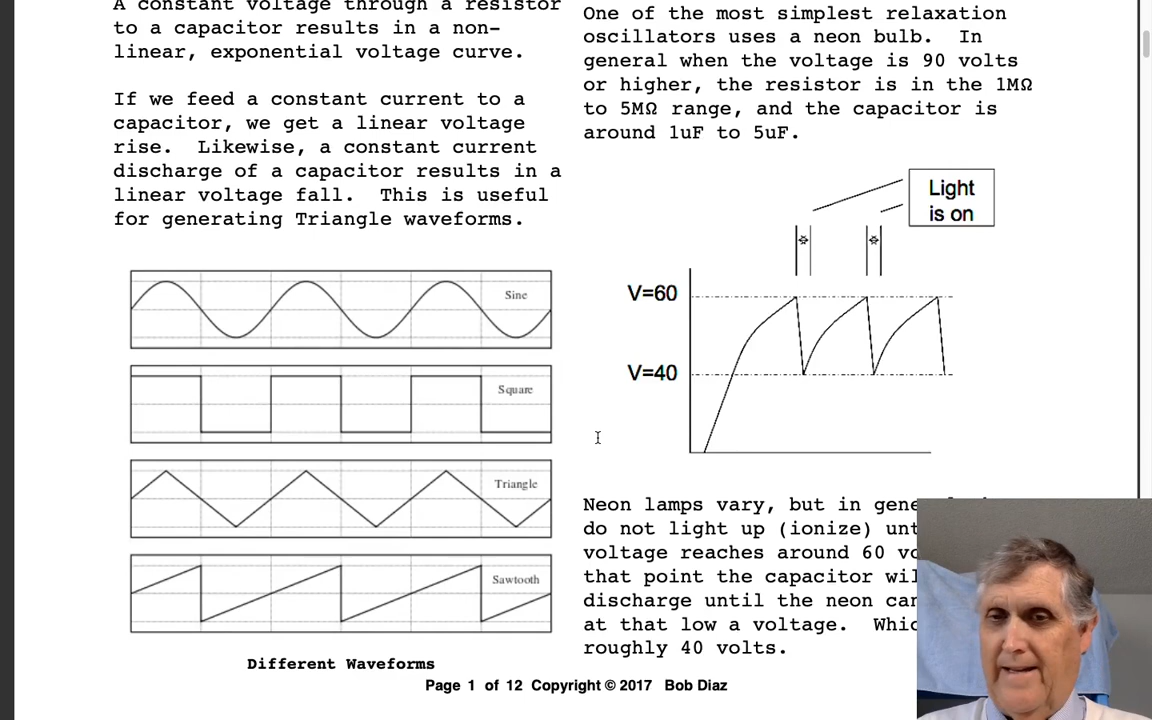 A constant voltage through a resistor
to a capacitor results in a non-
linear, exponential voltage curve.
If we feed a constant current to a
capacitor, we get a linear voltage
rise.  Likewise, a constant current
discharge of a capacitor results in a
linear voltage fall.  This is useful
for generating Triangle waveforms.
Sine
Square
Triangle
Sawtooth
Different Waveforms
One of the most simplest relaxation
oscillators uses a neon bulb.  In
general when the voltage is 90 volts
or higher, the resistor is in the 1MΩ
to 5MΩ range, and the capacitor is
around 1uF to 5uF.
Light
is on
V=60
V=40
Neon lamps vary, but in
do not light up (ionize)
voltage reaches around 60
that point the capacitor
discharge until the neon
at that low a voltage.
roughly 40 volts.
Page 1 of 12 Copyright © 2017  Bob Diaz